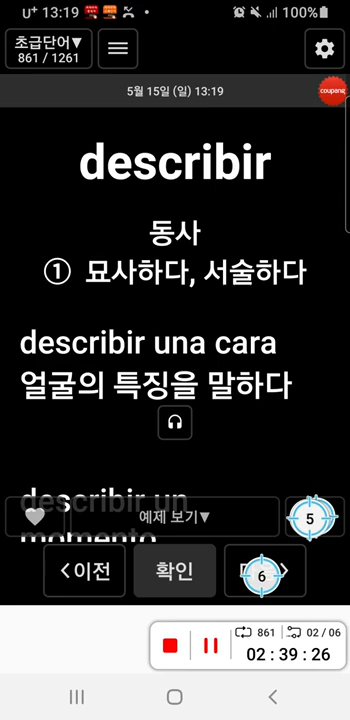 U+ 13:19 100%
초급단어▼
861 / 1261
5월 15일 (일) 13:19
coupang
describir
동사
① 묘사하다, 서술하다
describir una cara
얼굴의 특징을 말하다
describir un
momento
예제 보기▼
5
<이전
확인
6
>
861 02 / 06
02 : 39 : 26